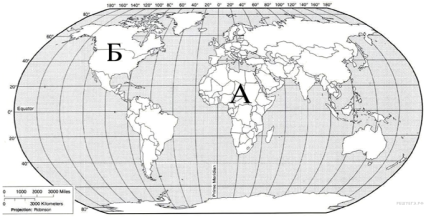 180° 160° 140° 120° 100° 80° 60° 40° 20° 0° 20° 40° 60° 80° 100° 120° 140° 160° 180°
80°
60°
60°
Б
40°
20°
А
Equator
0°
0°
20
20
40
Prime Meridian
0 1000 2000 3000 Miles
0 3000 Kilometers
Projection: Robinson